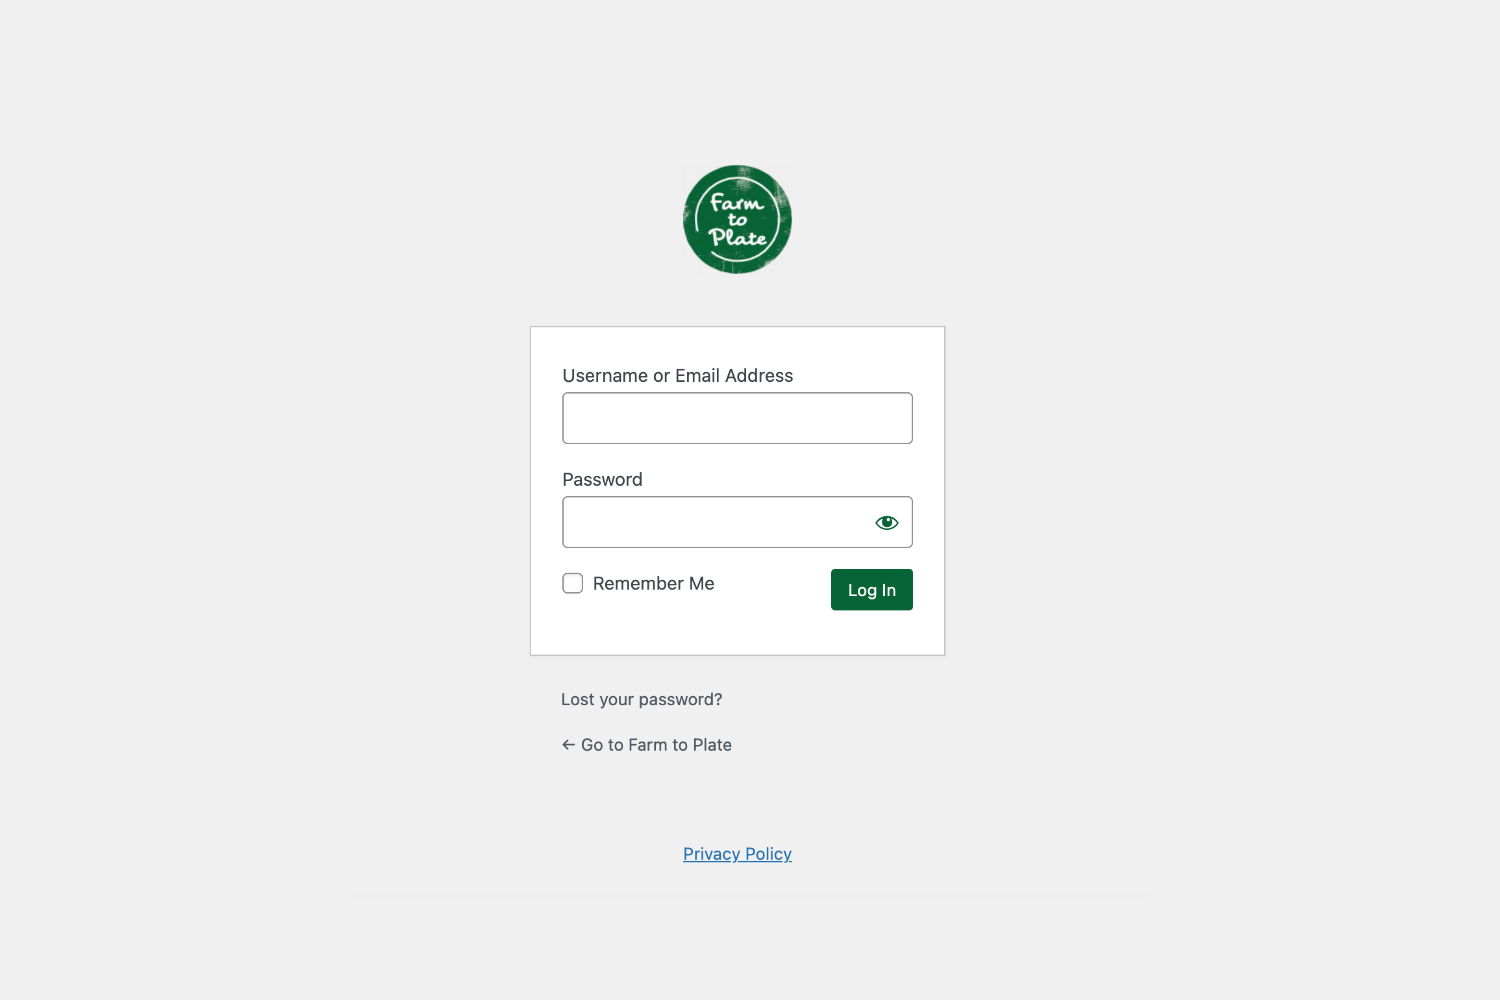 Farm
to
Plate
Username or Email Address
Password
Remember Me
Log In
Lost your password?
← Go to Farm to Plate
Privacy Policy